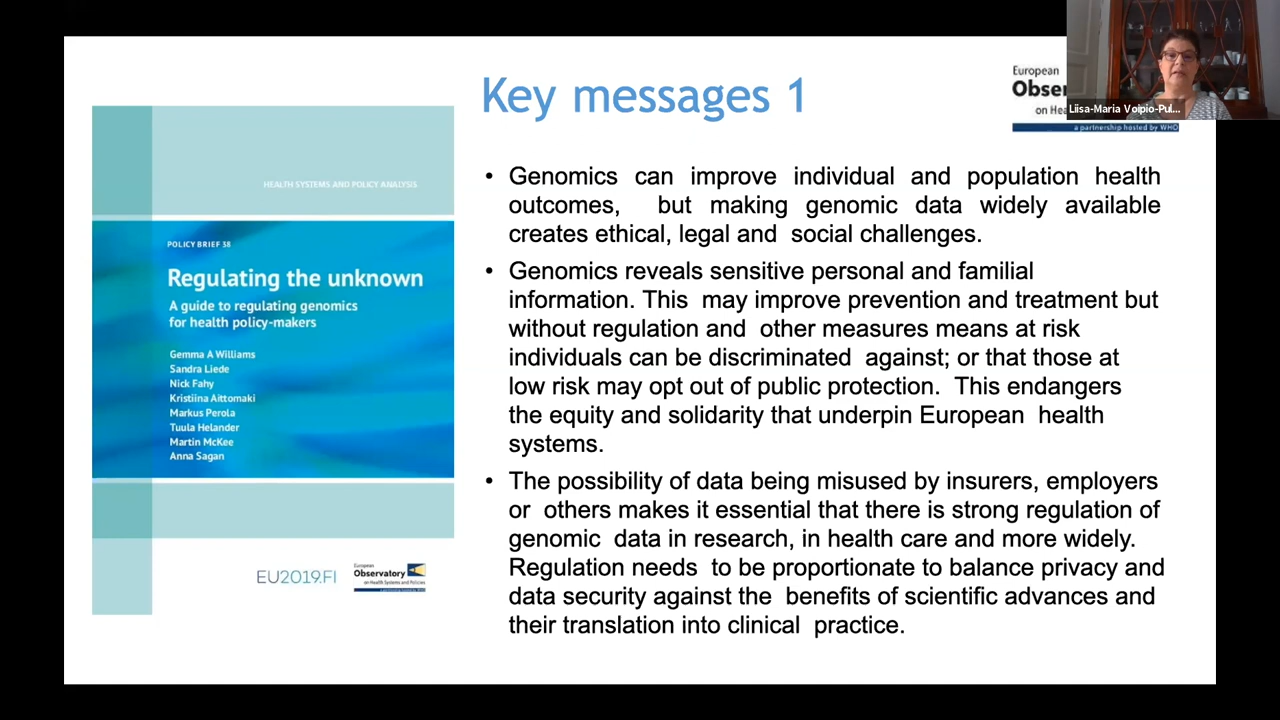 Key messages 1
European
Obser
on Hea
a partnership hosted by WHO
Liisa-Maria Voipio-Pul...
HEALTH SYSTEMS AND POLICY ANALYSIS
POLICY BRIEF 38
Regulating the unknown
A guide to regulating genomics
for health policy-makers
Gemma A Williams
Sandra Liede
Nick Fahy
Kristiina Aittomaki
Markus Perola
Tuula Helander
Martin McKee
Anna Sagan
EU2019.FI
European
Observatory
on Health Systems and Policies
• Genomics can improve individual and population health
outcomes, but making genomic data widely available
creates ethical, legal and social challenges.
• Genomics reveals sensitive personal and familial
information. This may improve prevention and treatment but
without regulation and other measures means at risk
individuals can be discriminated against; or that those at
low risk may opt out of public protection. This endangers
the equity and solidarity that underpin European health
systems.
• The possibility of data being misused by insurers, employers
or others makes it essential that there is strong regulation of
genomic data in research, in health care and more widely.
Regulation needs to be proportionate to balance privacy and
data security against the benefits of scientific advances and
their translation into clinical practice.